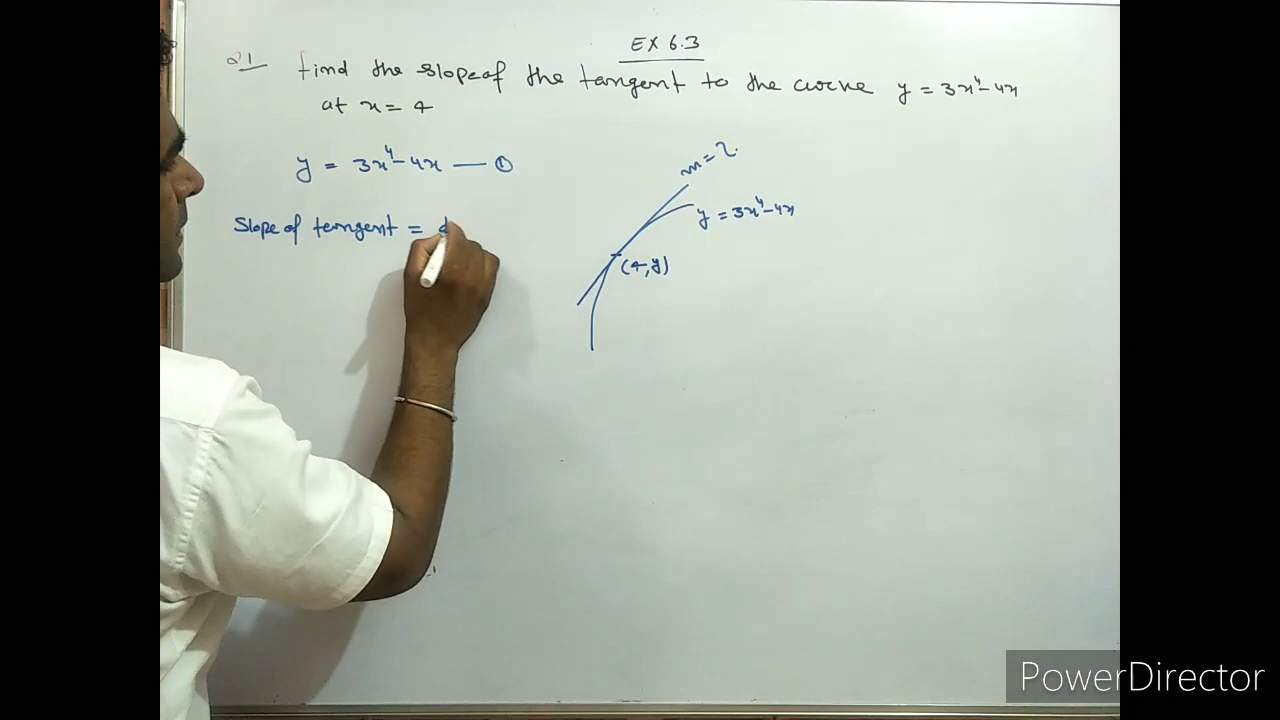 EX 6.3
Q1 find the slope of the tangent to the curve y = 3x⁴-4x
at x = 4
y = 3x⁴-4x — ①
Slope of tengent = d
m = ?
y = 3x⁴-4x
(4,y)
PowerDirector